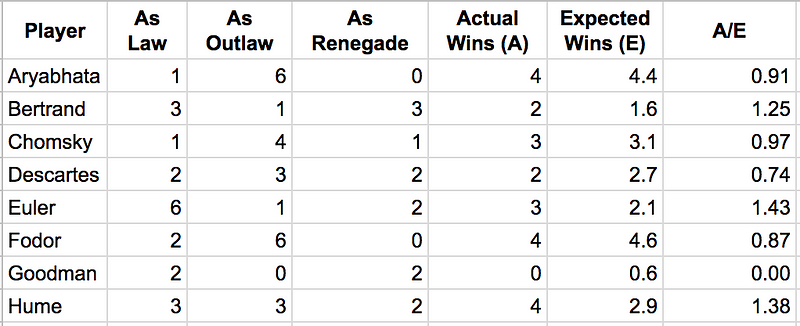 Player As Law As Outlaw As Renegade Actual Wins (A) Expected Wins (E) A/E
Aryabhata 1 6 0 4 4.4 0.91
Bertrand 3 1 3 2 1.6 1.25
Chomsky 1 4 1 3 3.1 0.97
Descartes 2 3 2 2 2.7 0.74
Euler 6 1 2 3 2.1 1.43
Fodor 2 6 0 4 4.6 0.87
Goodman 2 0 2 0 0.6 0.00
Hume 3 3 2 4 2.9 1.38